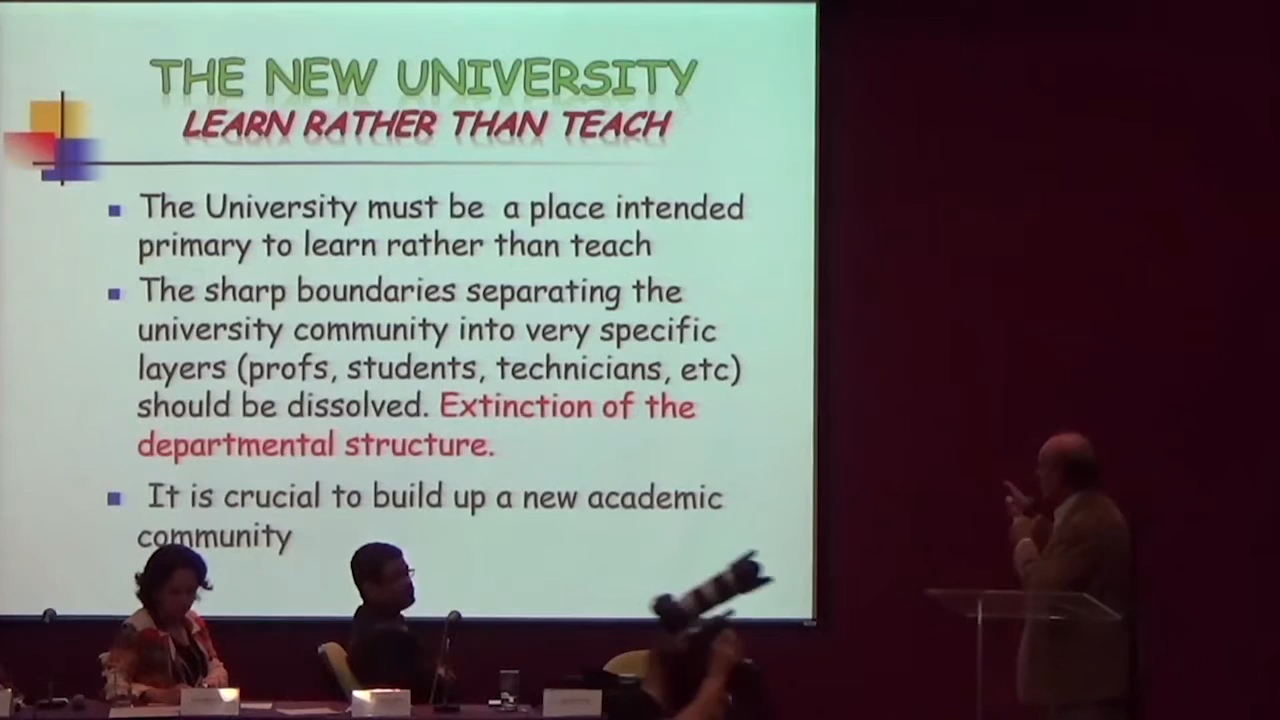 THE NEW UNIVERSITY
LEARN RATHER THAN TEACH
The University must be a place intended
primary to learn rather than teach
The sharp boundaries separating the
university community into very specific
layers (profs, students, technicians, etc)
should be dissolved. Extinction of the
departmental structure.
It is crucial to build up a new academic
community